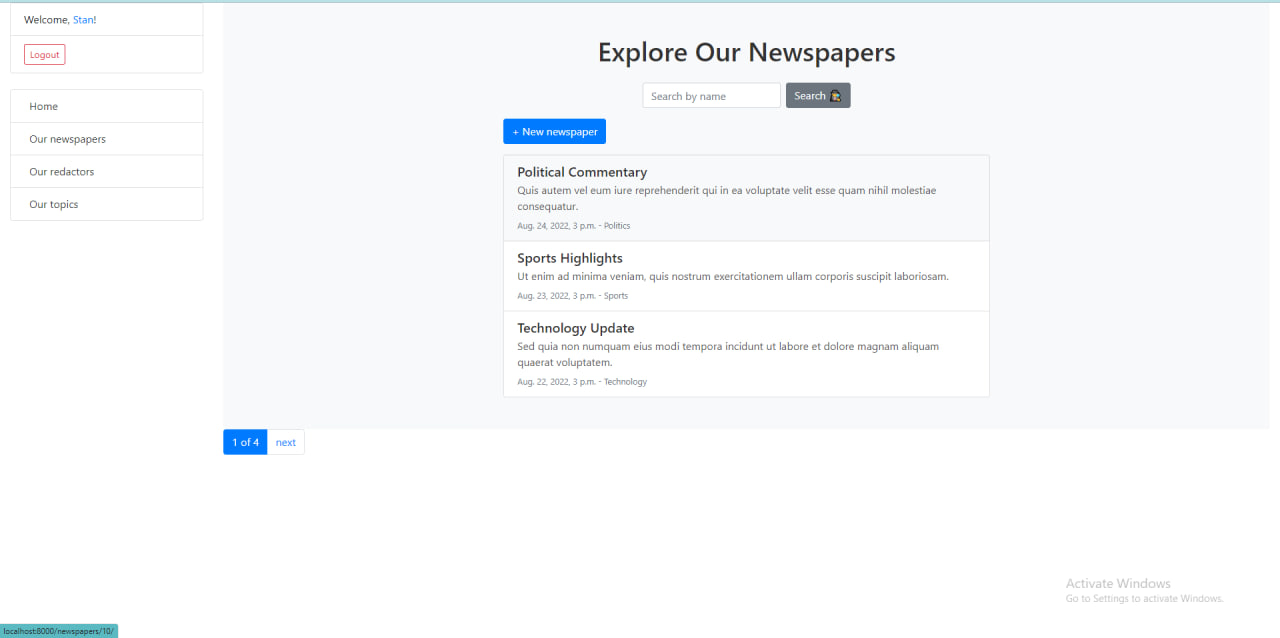 Welcome, Stan!
Logout
Home
Our newspapers
Our redactors
Our topics
Explore Our Newspapers
Search by name
Search
+ New newspaper
Political Commentary
Quis autem vel eum iure reprehenderit qui in ea voluptate velit esse quam nihil molestiae
consequatur.
Aug. 24, 2022, 3 p.m. - Politics
Sports Highlights
Ut enim ad minima veniam, quis nostrum exercitationem ullam corporis suscipit laboriosam.
Aug. 23, 2022, 3 p.m. - Sports
Technology Update
Sed quia non numquam eius modi tempora incidunt ut labore et dolore magnam aliquam
quaerat voluptatem.
Aug. 22, 2022, 3 p.m. - Technology
1 of 4 next
Activate Windows
Go to Settings to activate Windows.
localhost:8000/newspapers/10/